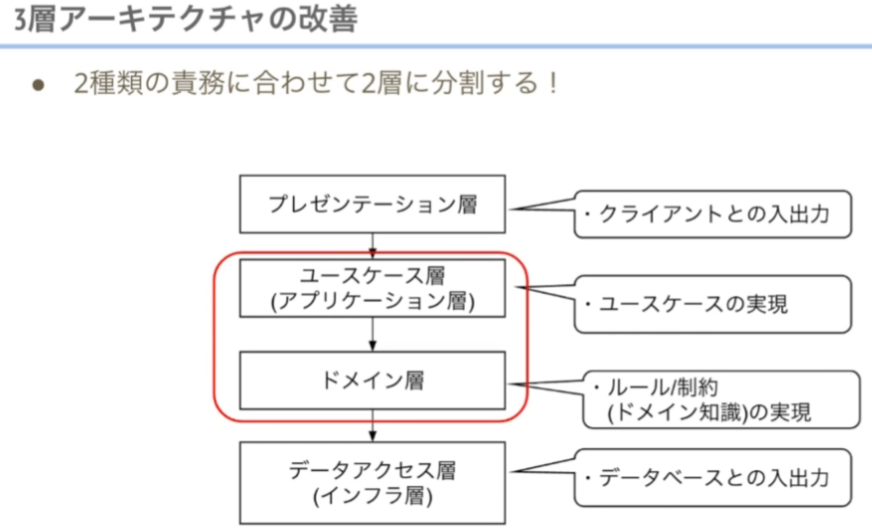 3層アーキテクチャの改善
● 2種類の責務に合わせて2層に分割する！
プレゼンテーション層
・クライアントとの入出力
ユースケース層
(アプリケーション層)
・ユースケースの実現
ドメイン層
・ルール/制約
(ドメイン知識)の実現
データアクセス層
(インフラ層)
・データベースとの入出力